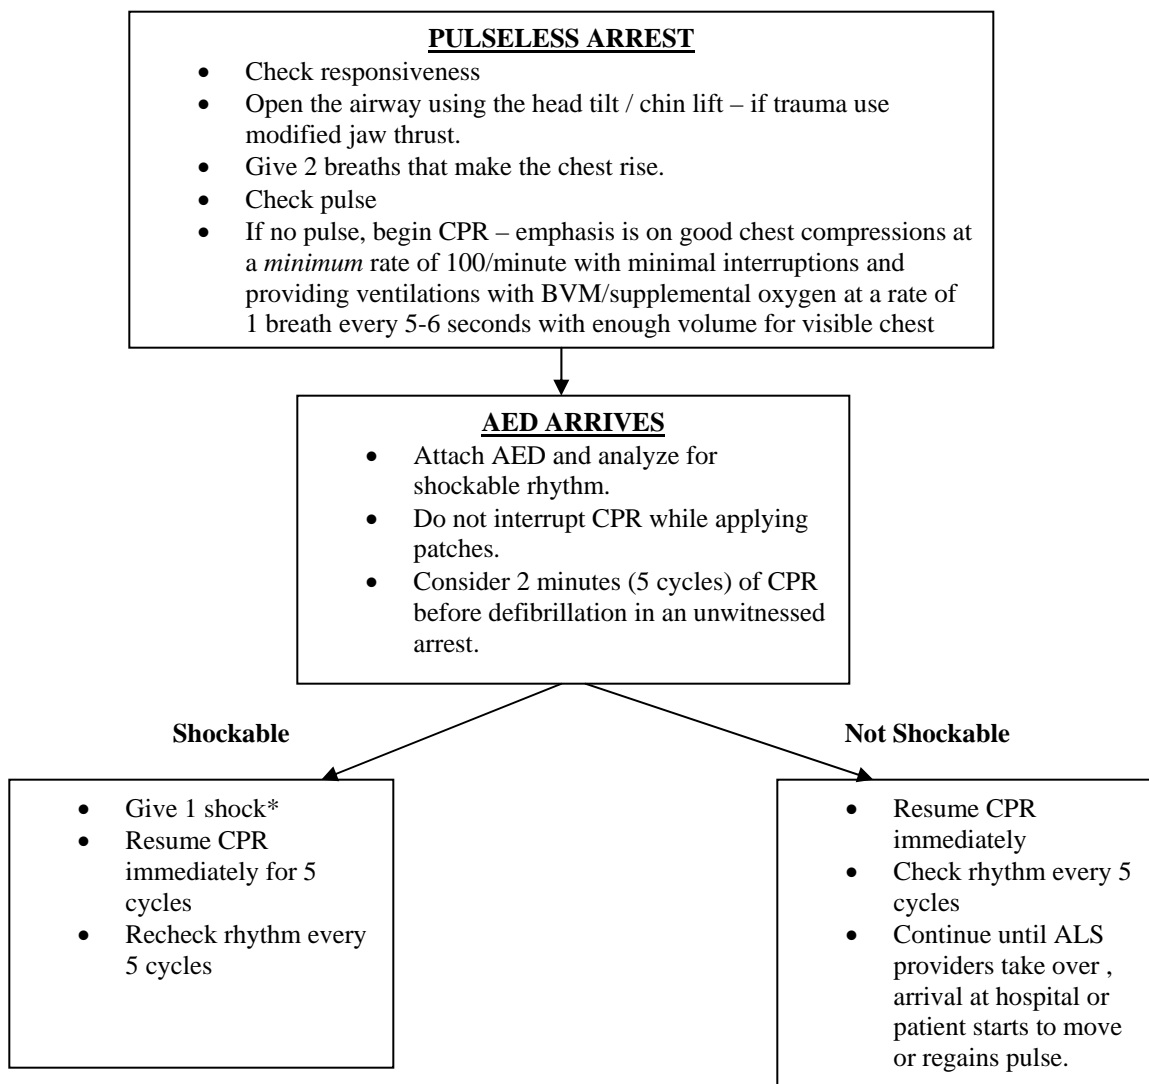 PULSELESS ARREST
• Check responsiveness
• Open the airway using the head tilt / chin lift – if trauma use
modified jaw thrust.
• Give 2 breaths that make the chest rise.
• Check pulse
• If no pulse, begin CPR – emphasis is on good chest compressions at
a minimum rate of 100/minute with minimal interruptions and
providing ventilations with BVM/supplemental oxygen at a rate of
1 breath every 5-6 seconds with enough volume for visible chest
AED ARRIVES
• Attach AED and analyze for
shockable rhythm.
• Do not interrupt CPR while applying
patches.
• Consider 2 minutes (5 cycles) of CPR
before defibrillation in an unwitnessed
arrest.
Shockable
Not Shockable
• Give 1 shock*
• Resume CPR
immediately for 5
cycles
• Recheck rhythm every
5 cycles
• Resume CPR
immediately
• Check rhythm every 5
cycles
• Continue until ALS
providers take over ,
arrival at hospital or
patient starts to move
or regains pulse.